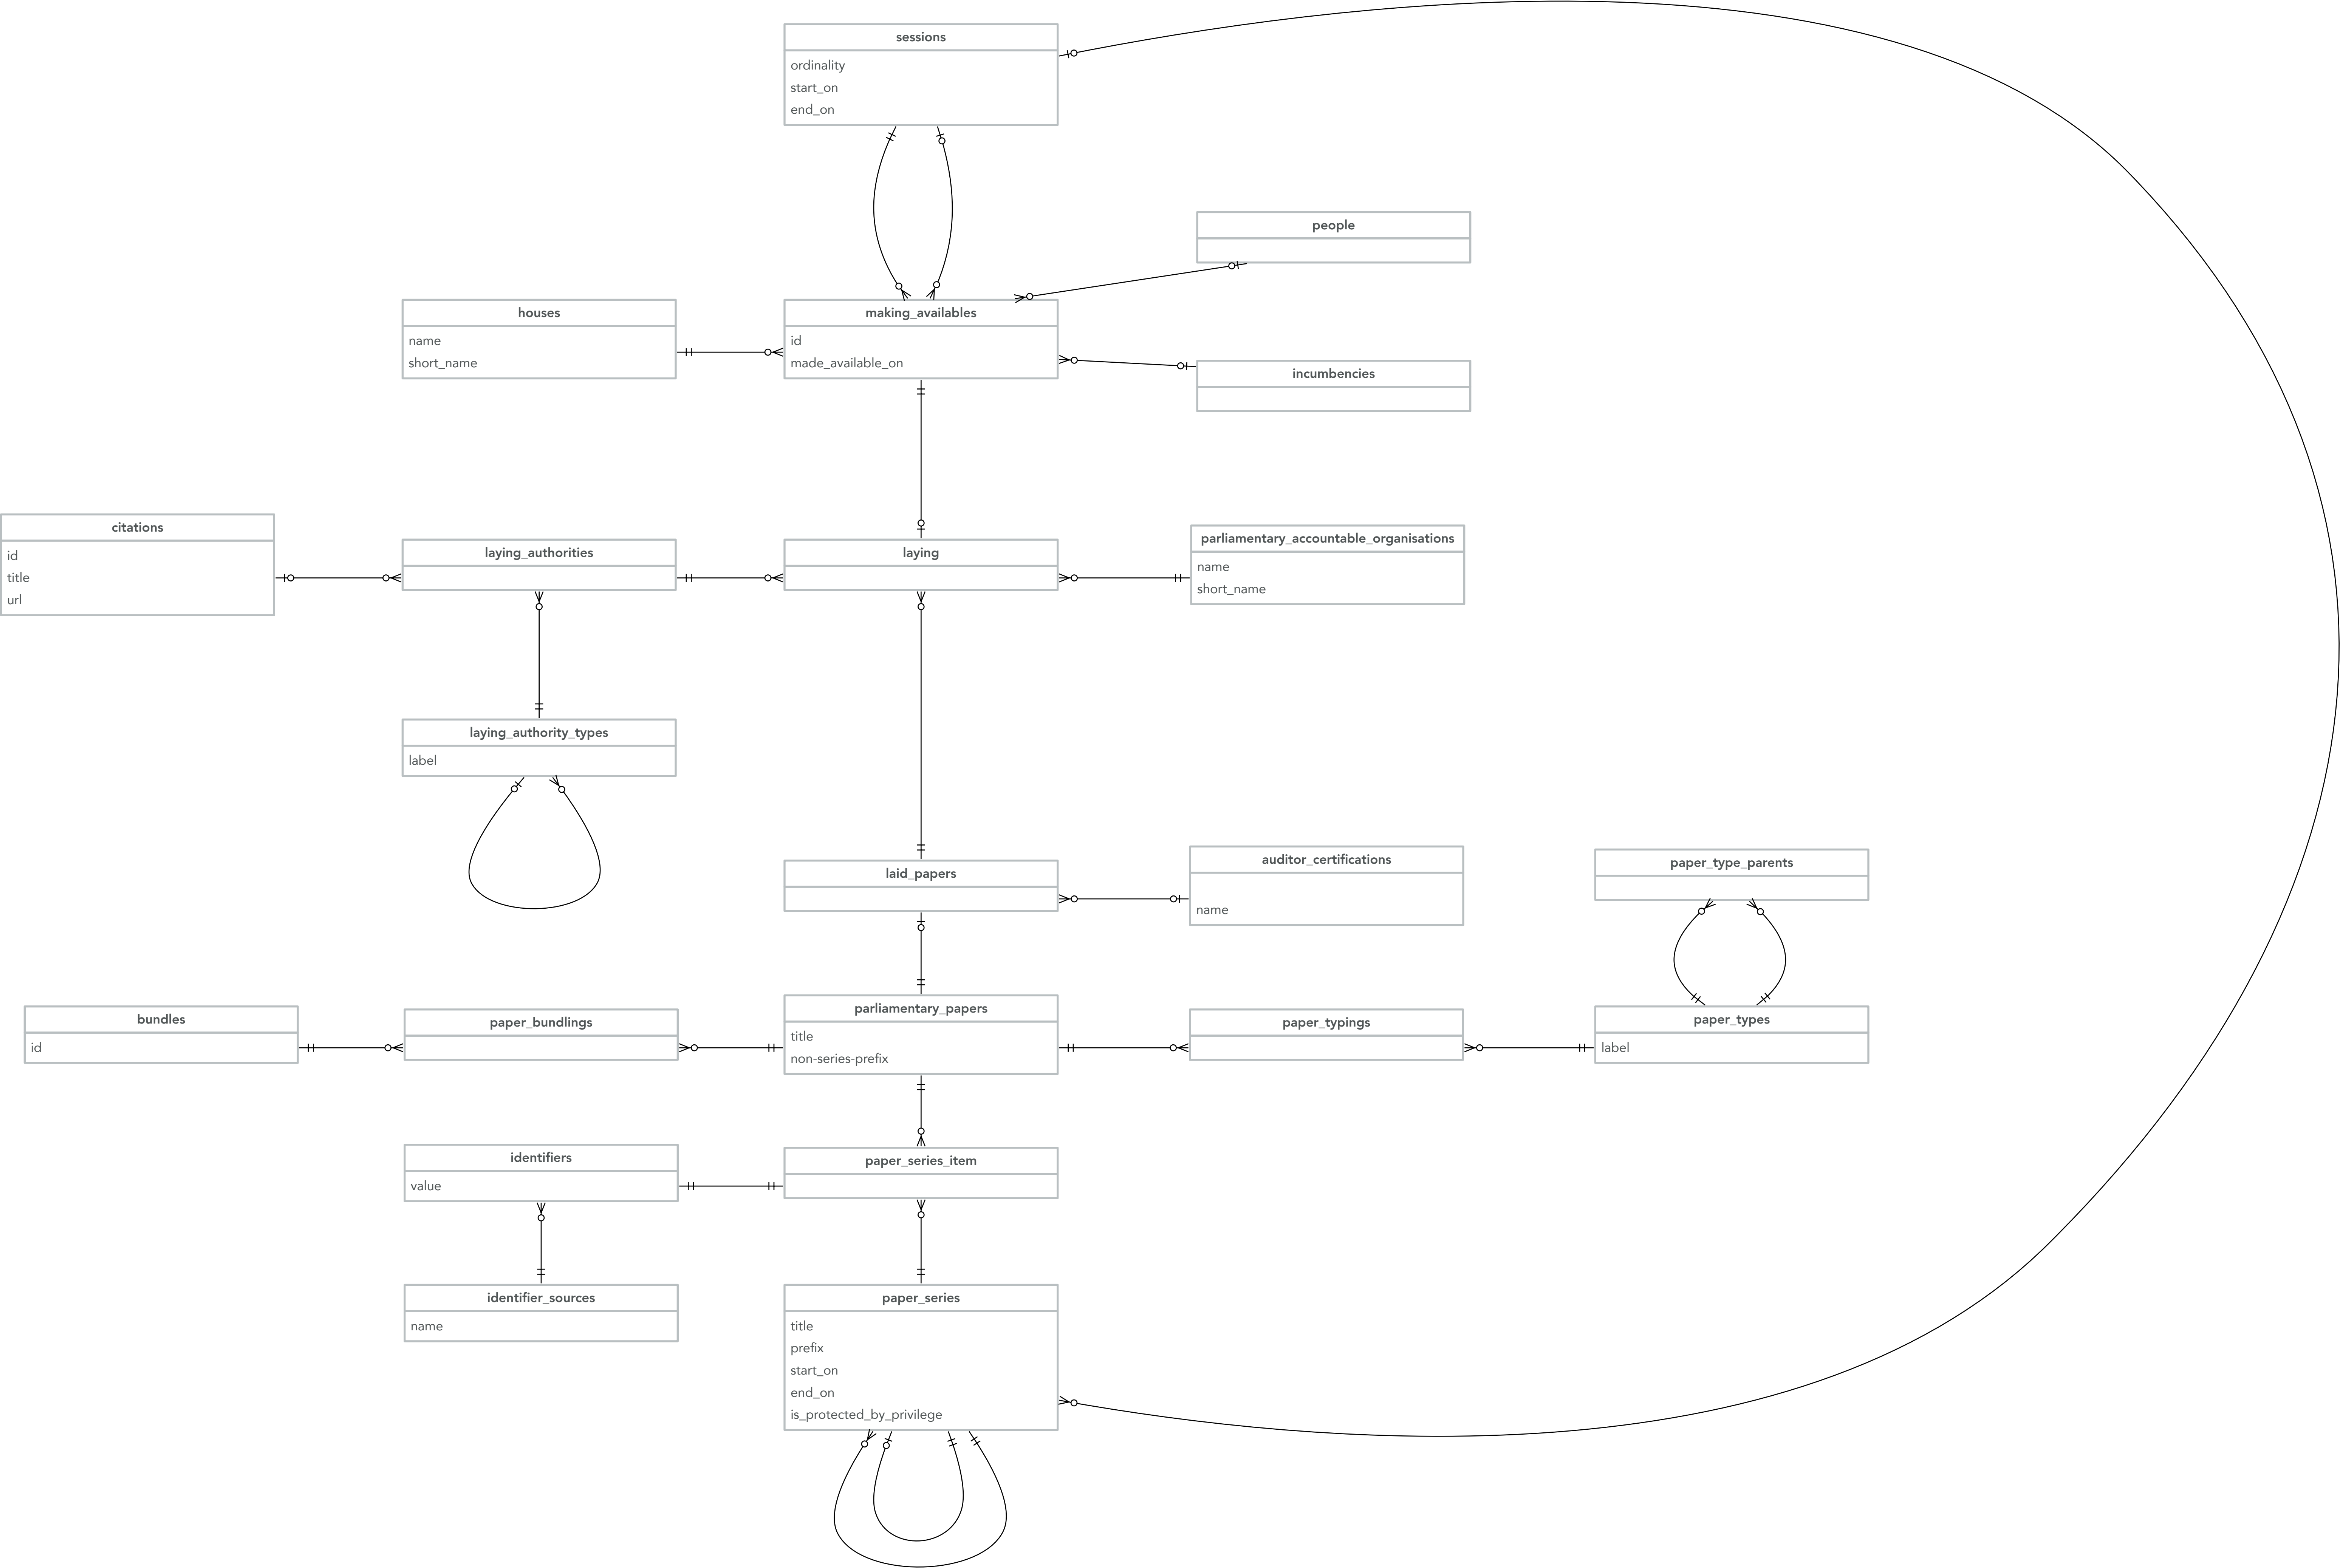 sessions
ordinality
start_on
end_on
people
houses
name
short_name
making_availables
id
made_available_on
incumbencies
citations
id
title
url
laying_authorities
laying
parliamentary_accountable_organisations
name
short_name
laying_authority_types
label
laid_papers
auditor_certifications
name
paper_type_parents
bundles
id
paper_bundlings
parliamentary_papers
title
non-series-prefix
paper_typings
paper_types
label
identifiers
value
paper_series_item
identifier_sources
name
paper_series
title
prefix
start_on
end_on
is_protected_by_privilege